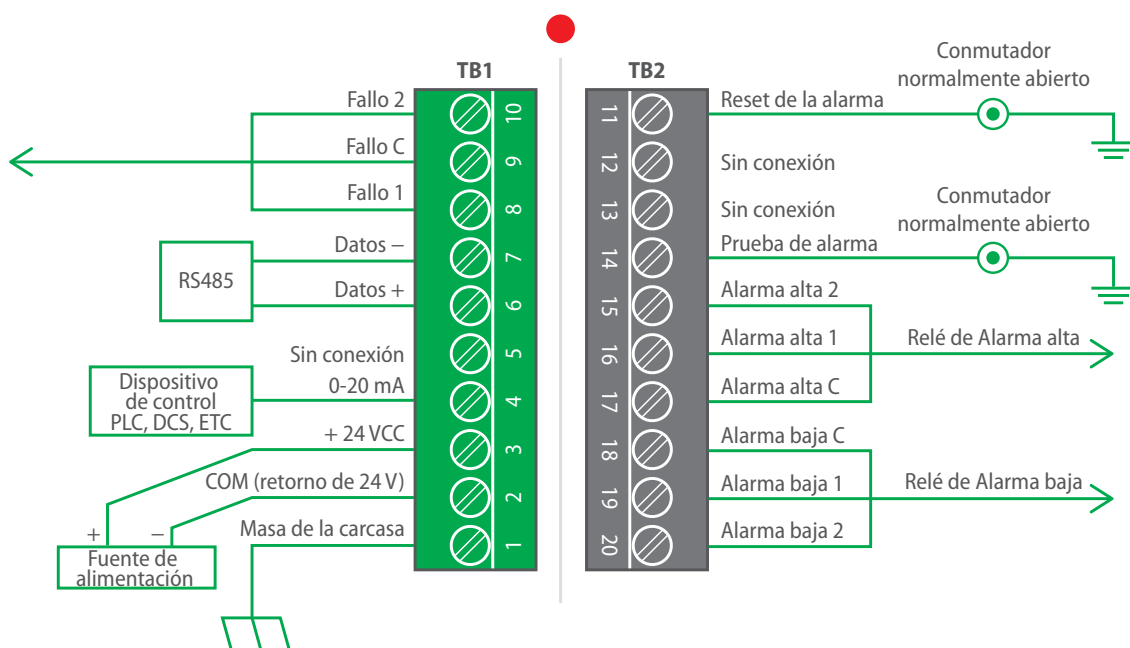 TB1
Fallo 2
10
Fallo C
9
Fallo 1
8
Datos –
7
RS485
Datos +
6
Sin conexión
5
0-20 mA
4
Dispositivo
de control
PLC, DCS, ETC
+ 24 VCC
3
COM (retorno de 24 V)
2
Masa de la carcasa
1
+ –
Fuente de
alimentación
TB2
Conmutador
normalmente abierto
11
Reset de la alarma
12
Sin conexión
13
Sin conexión
Conmutador
normalmente abierto
14
Prueba de alarma
15
Alarma alta 2
16
Alarma alta 1
Relé de Alarma alta
17
Alarma alta C
18
Alarma baja C
19
Alarma baja 1
Relé de Alarma baja
20
Alarma baja 2